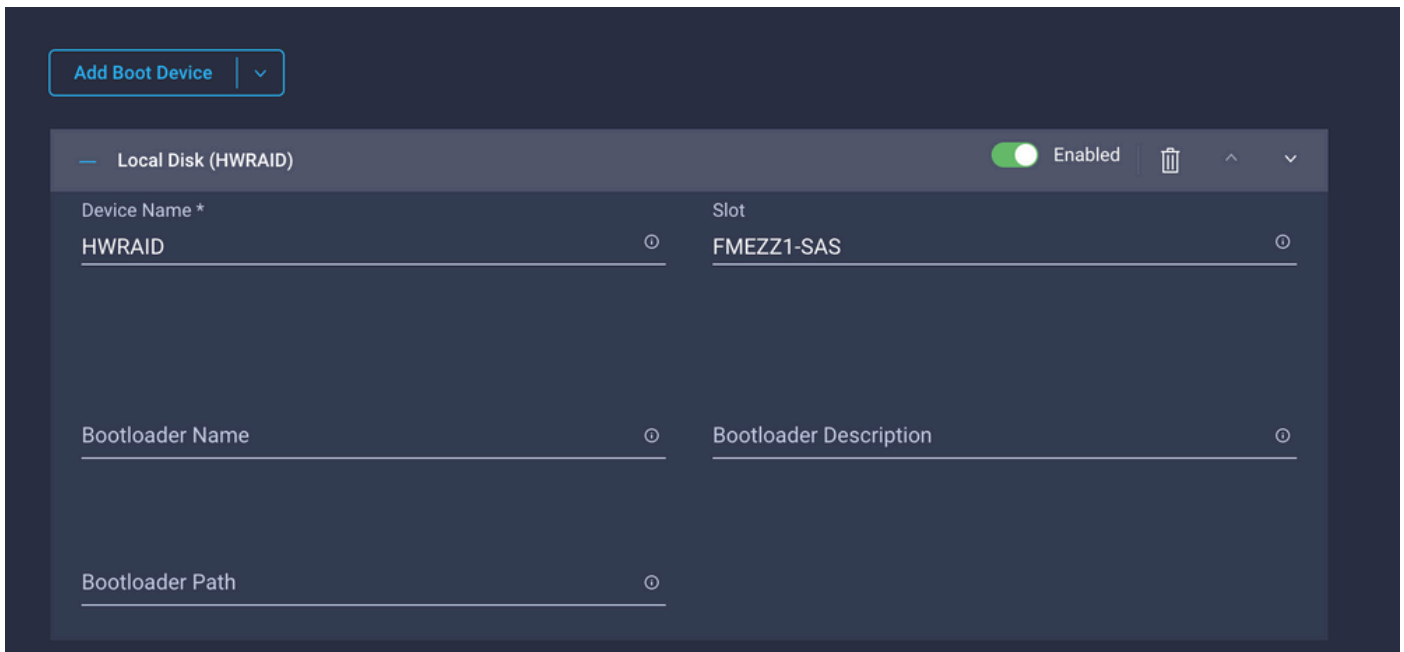 Add Boot Device
Local Disk (HWRAID) Enabled
Device Name * Slot
HWRAID FMEZZ1-SAS
Bootloader Name Bootloader Description
Bootloader Path